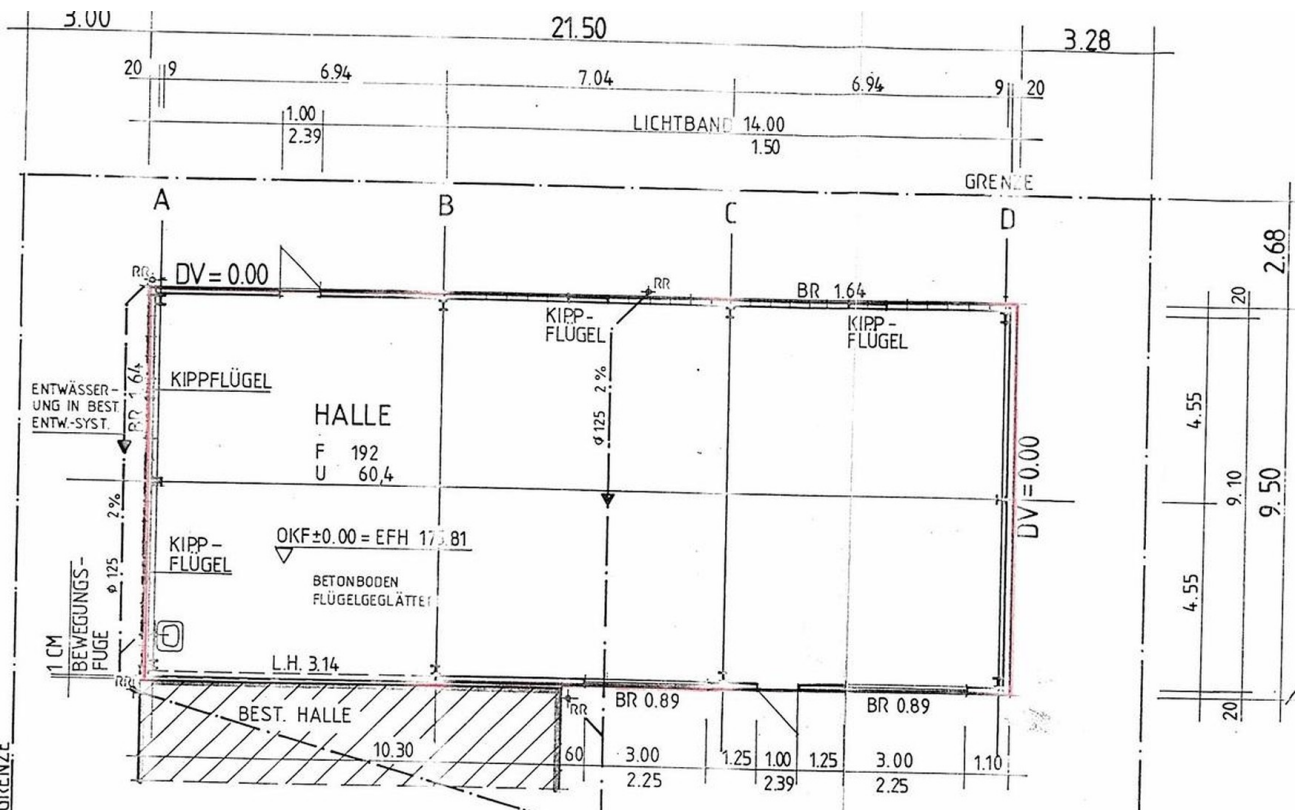 3.00
21.50
3.28
20
9
6.94
7.04
6.94
9
20
1.00
2.39
LICHTBAND 14.00
1.50
GRENZE
A
B
C
D
2.68
RR
DV = 0.00
RR
BR 1.64
20
KIPP-
FLÜGEL
KIPP-
FLÜGEL
ENTWÄSSER-
UNG IN BEST.
ENTW.-SYST.
BR 1.64
KIPPFLÜGEL
HALLE
F 192
U 60,4
ø 125 2 %
4.55
9.10
9.50
DV = 0.00
2 %
ø 125
OKF±0.00 = EFH
KIPP-
FLÜGEL
BETONBODEN
FLÜGELGEGLÄTTET
4.55
1 CM
BEWEGUNGS-
FUGE
L.H. 3.14
RR
RR
BR 0.89
BR 0.89
20
BEST. HALLE
10.30
60
3.00
2.25
1.25
1.00
2.39
1.25
3.00
2.25
1.10
GRENZE